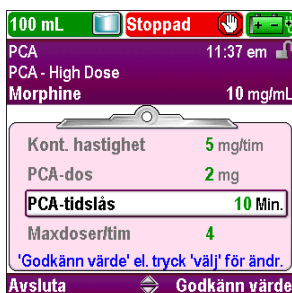 100 mL Stoppad
PCA 11:37 em
PCA - High Dose
Morphine 10 mg/mL
Kont. hastighet 5 mg/tim
PCA-dos 2 mg
PCA-tidslås 10 Min.
Maxdoser/tim 4
'Godkänn värde' el. tryck 'välj' för ändr.
Avsluta Godkänn värde